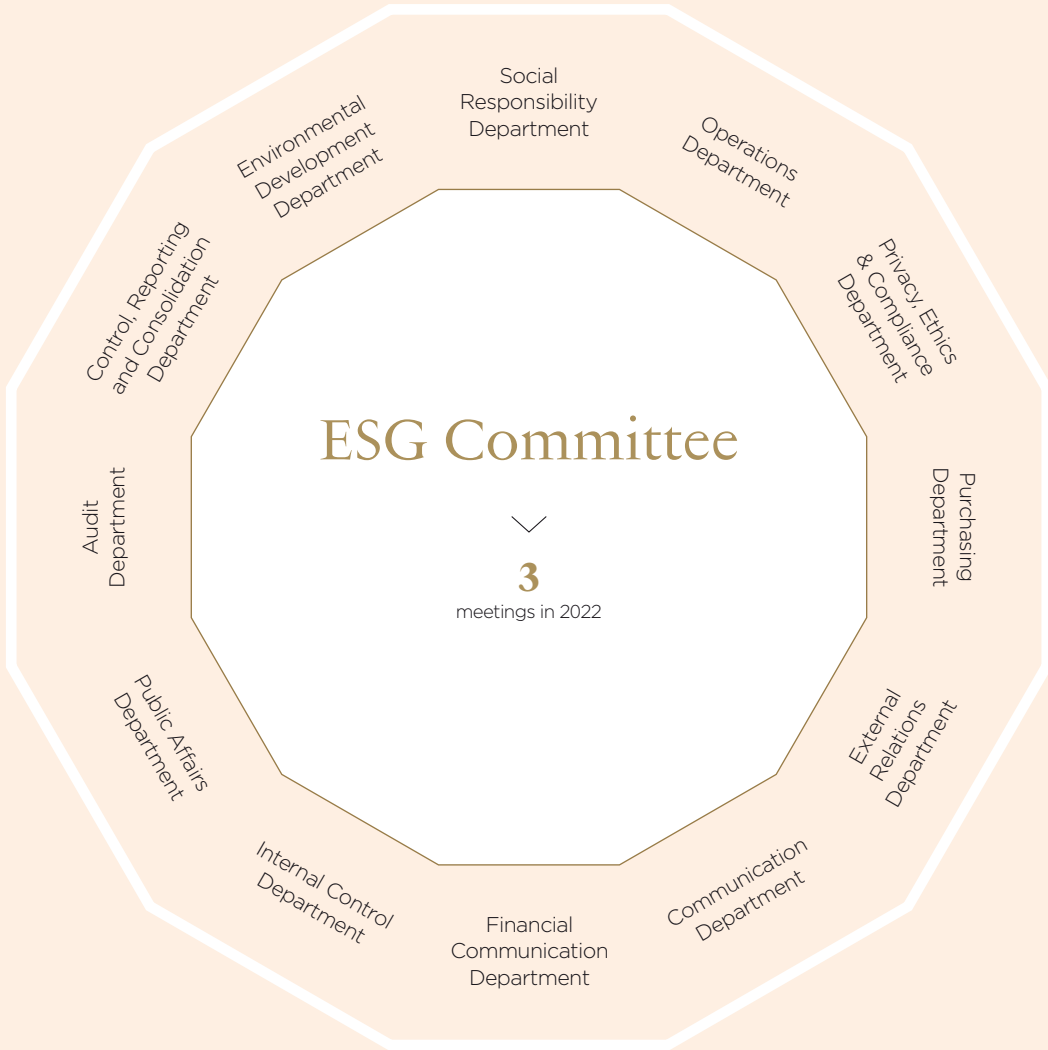 Social
Responsibility
Department
Operations
Department
Privacy, Ethics
& Compliance
Department
Purchasing
Department
External
Relations
Department
Communication
Department
Financial
Communication
Department
Internal Control
Department
Public Affairs
Department
Audit
Department
Control, Reporting
and Consolidation
Department
Environmental
Development
Department
ESG Committee
3
meetings in 2022